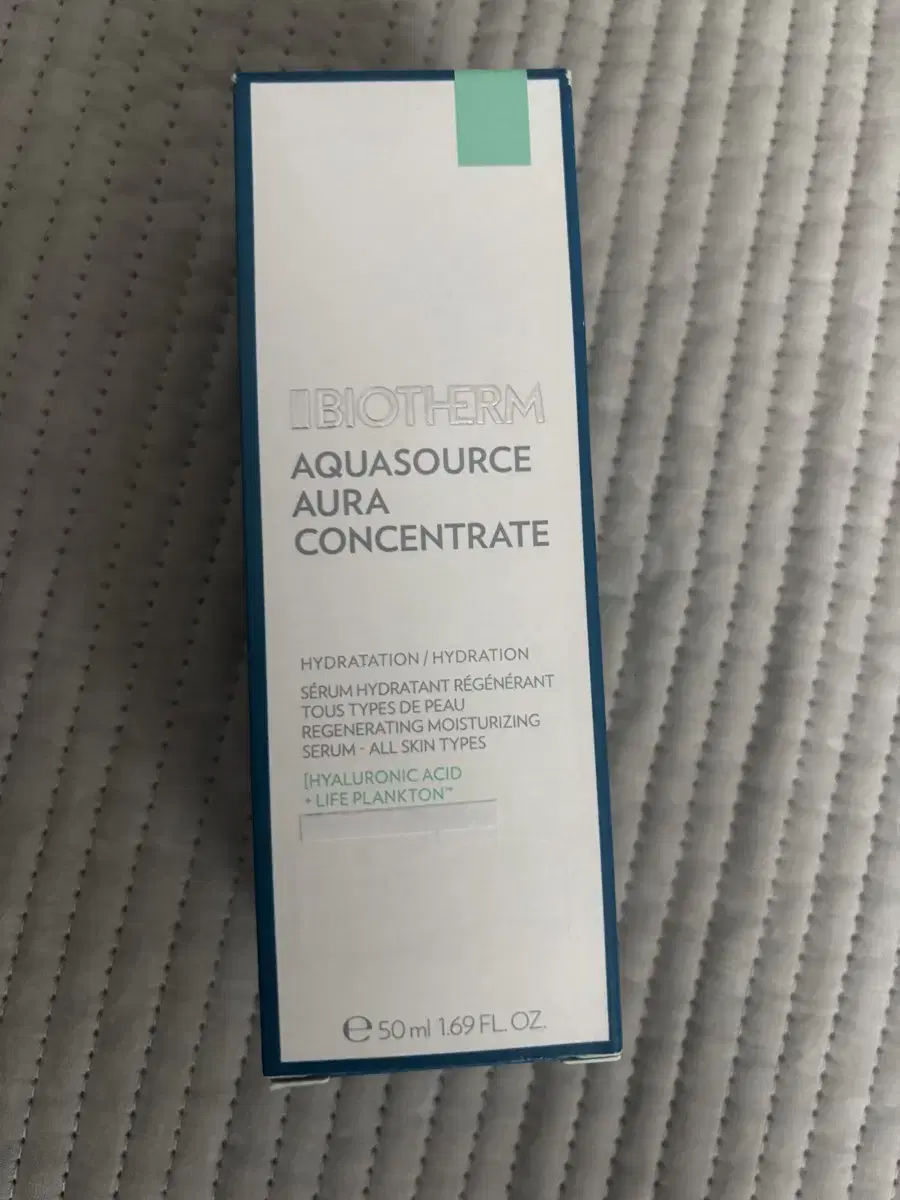 BIOTHERM
AQUASOURCE
AURA
CONCENTRATE
HYDRATATION / HYDRATION
SÉRUM HYDRATANT RÉGÉNÉRANT
TOUS TYPES DE PEAU
REGENERATING MOISTURIZING
SERUM - ALL SKIN TYPES
[HYALURONIC ACID
+ LIFE PLANKTON™
℮ 50 ml 1.69 FL. OZ.